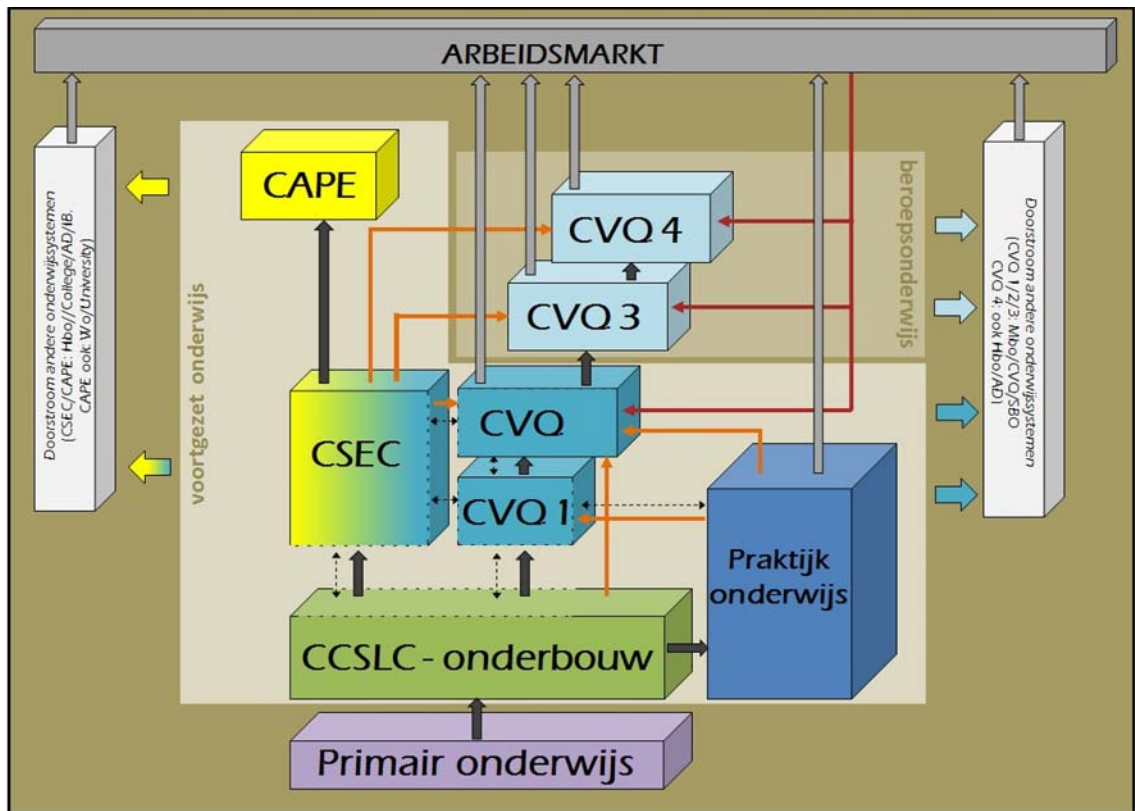 ARBEIDSMARKT
Doorstroom andere onderwijssystemen
(CSEC/CAPE: Hbo//College/AD/IB.
CAPE ook: Wo/University)
voortgezet onderwijs
CAPE
beroepsonderwijs
CVQ 4
CVQ 3
CSEC
CVQ
CVQ 1
Praktijk
onderwijs
CCSLC - onderbouw
Primair onderwijs
Doorstroom andere onderwijssystemen
(CVQ 1/2/3: Mbo/CVO/SBO
CVQ 4: ook Hbo/AD)